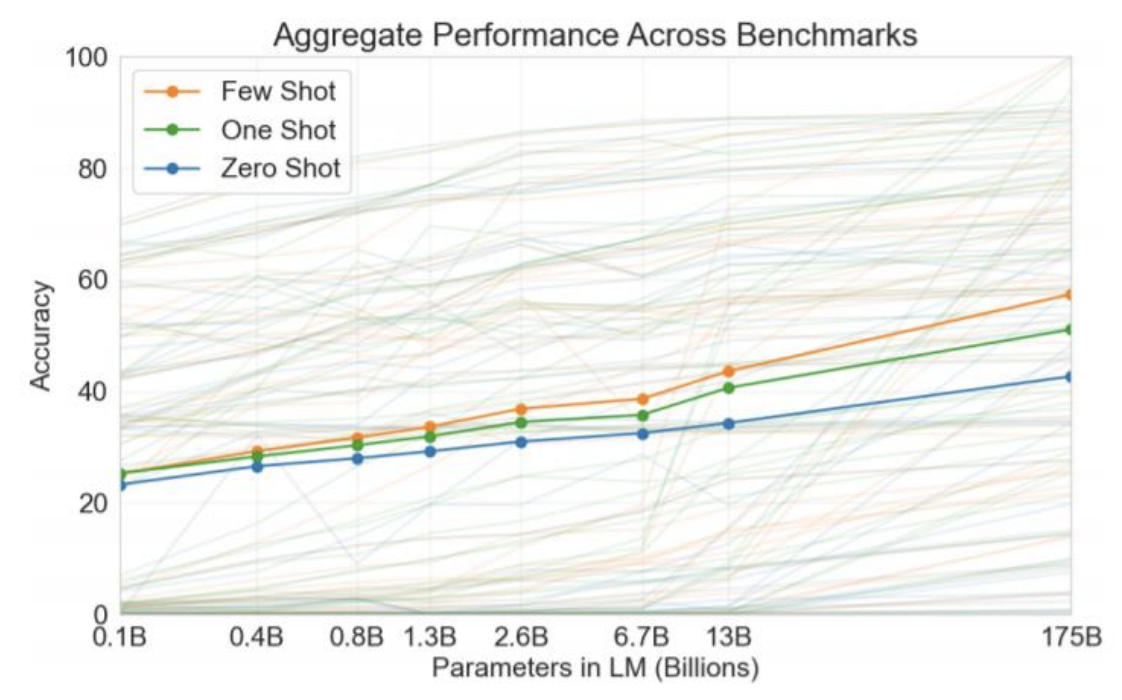 Aggregate Performance Across Benchmarks
100
80
60
40
20
0
Accuracy
Few Shot
One Shot
Zero Shot
0.1B 0.4B 0.8B 1.3B 2.6B 6.7B 13B 175B
Parameters in LM (Billions)